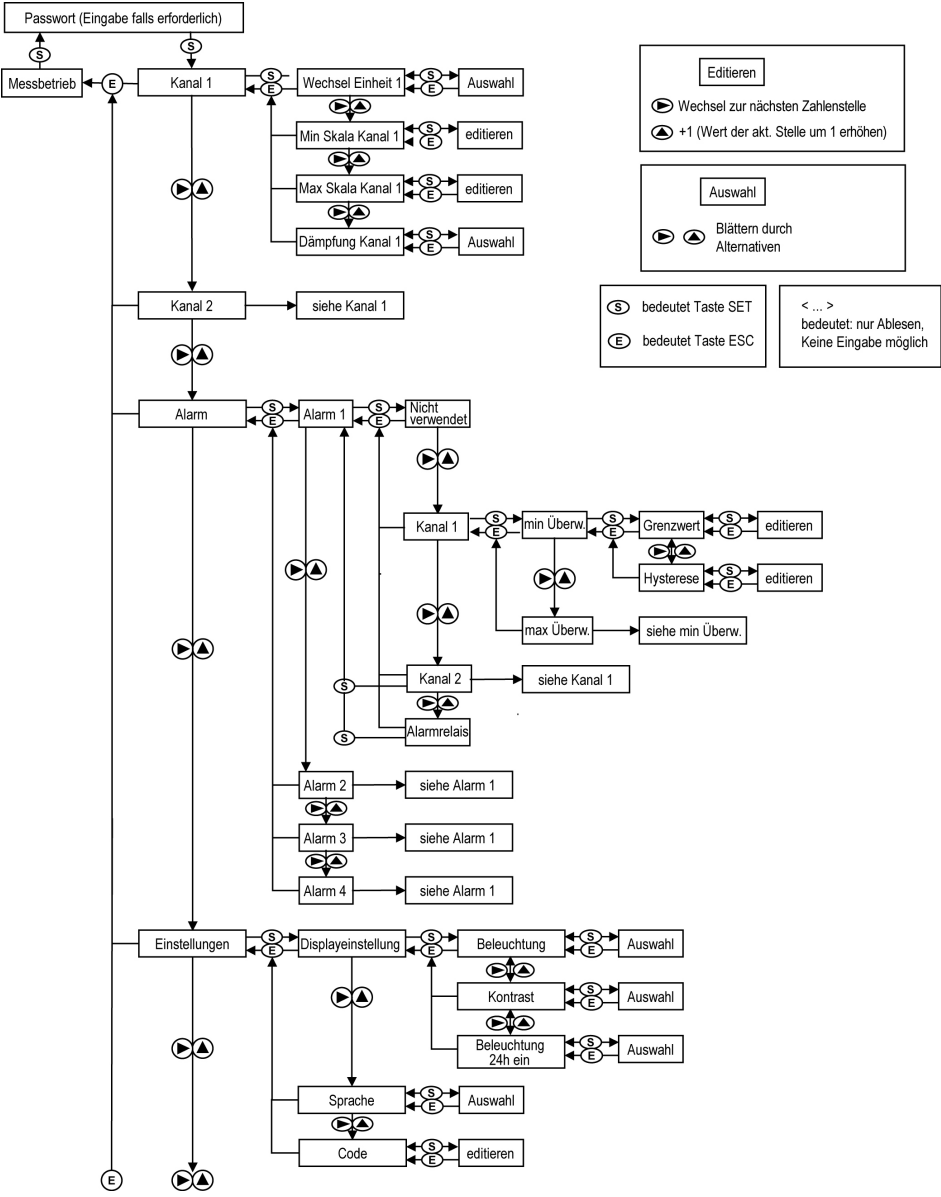 Passwort (Eingabe falls erforderlich)
S
S
Messbetrieb
E
Kanal 1
S
E
Wechsel Einheit 1
S
E
Auswahl
Min Skala Kanal 1
S
E
editieren
Max Skala Kanal 1
S
E
editieren
Dämpfung Kanal 1
S
E
Auswahl
Editieren
Wechsel zur nächsten Zahlenstelle
+1 (Wert der akt. Stelle um 1 erhöhen)
Auswahl
Blättern durch
Alternativen
S bedeutet Taste SET
E bedeutet Taste ESC
< ... >
bedeutet: nur Ablesen,
Keine Eingabe möglich
Kanal 2
siehe Kanal 1
Alarm
S
E
Alarm 1
S
E
Nicht
verwendet
Kanal 1
S
E
min Überw.
S
E
Grenzwert
S
E
editieren
Hysterese
S
E
editieren
max Überw.
siehe min Überw.
S
Kanal 2
siehe Kanal 1
S
Alarmrelais
Alarm 2
siehe Alarm 1
Alarm 3
siehe Alarm 1
Alarm 4
siehe Alarm 1
Einstellungen
S
E
Displayeinstellung
S
E
Beleuchtung
S
E
Auswahl
Kontrast
S
E
Auswahl
Beleuchtung
24h ein
S
E
Auswahl
Sprache
S
E
Auswahl
Code
S
E
editieren
E